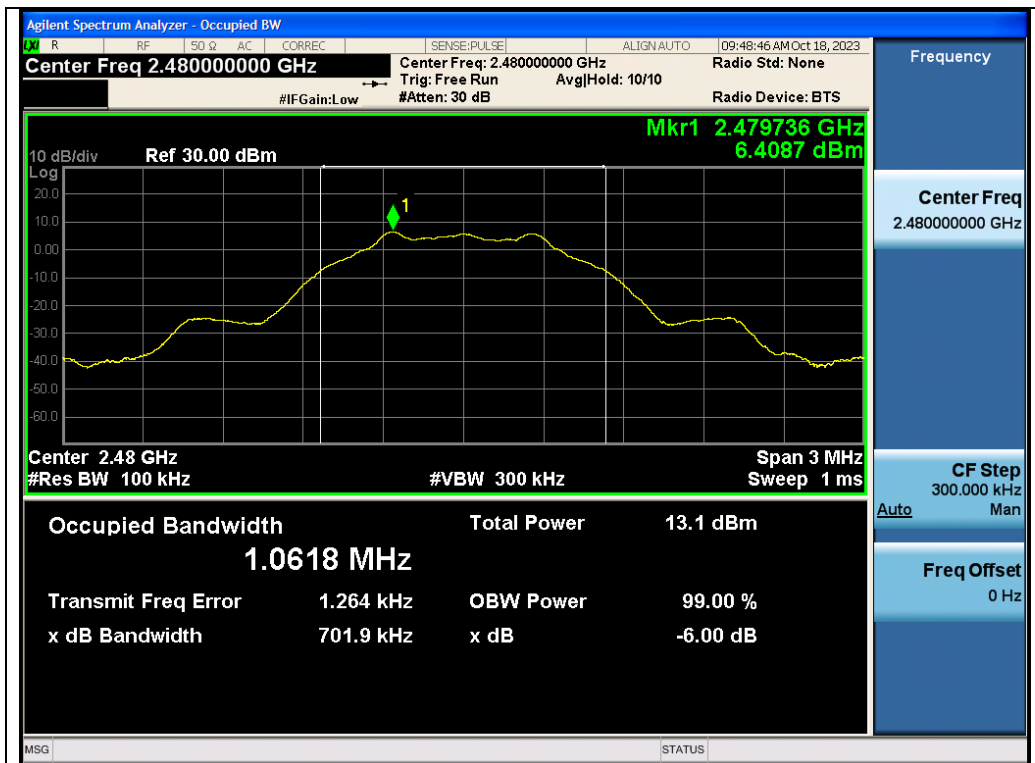 Agilent Spectrum Analyzer - Occupied BW
LXI R RF 50 Ω AC CORREC SENSE:PULSE ALIGN AUTO 09:48:46 AM Oct 18, 2023
Center Freq 2.480000000 GHz
Center Freq: 2.480000000 GHz
Radio Std: None
Trig: Free Run Avg|Hold: 10/10
#IFGain:Low
#Atten: 30 dB
Radio Device: BTS
Mkr1 2.479736 GHz
6.4087 dBm
10 dB/div Ref 30.00 dBm
Log
20.0
10.0
0.00
-10.0
-20.0
-30.0
-40.0
-50.0
-60.0
1
Center 2.48 GHz Span 3 MHz
#Res BW 100 kHz #VBW 300 kHz Sweep 1 ms
Occupied Bandwidth Total Power 13.1 dBm
1.0618 MHz
Transmit Freq Error 1.264 kHz OBW Power 99.00 %
x dB Bandwidth 701.9 kHz x dB -6.00 dB
Frequency
Center Freq
2.480000000 GHz
CF Step
300.000 kHz
Auto Man
Freq Offset
0 Hz
MSG STATUS